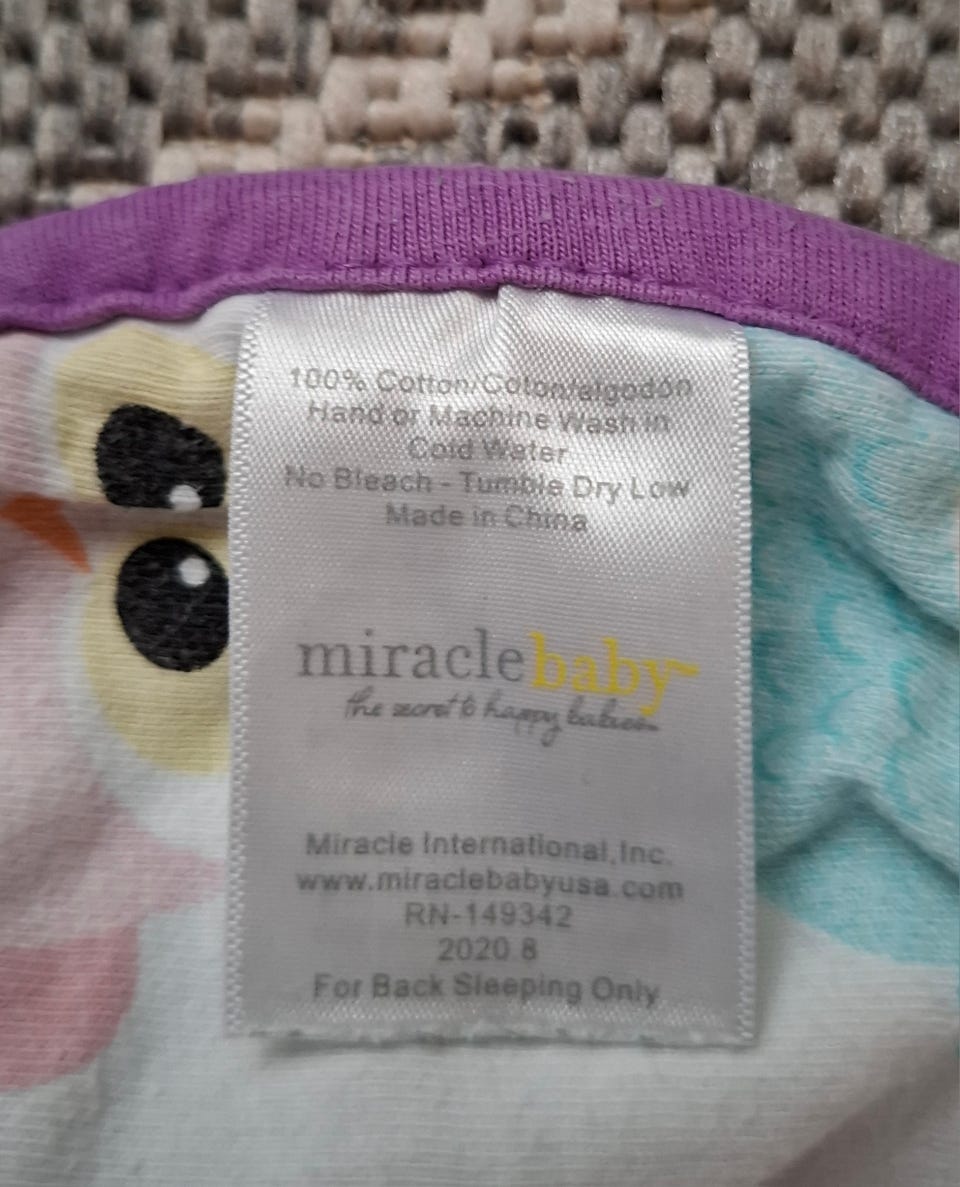 100% Cotton/Coton/algodón
Hand or Machine Wash in
Cold Water
No Bleach - Tumble Dry Low
Made in China
miraclebaby™
the secret to happy babies
Miracle International,Inc.
www.miraclebabyusa.com
RN-149342
2020.8
For Back Sleeping Only